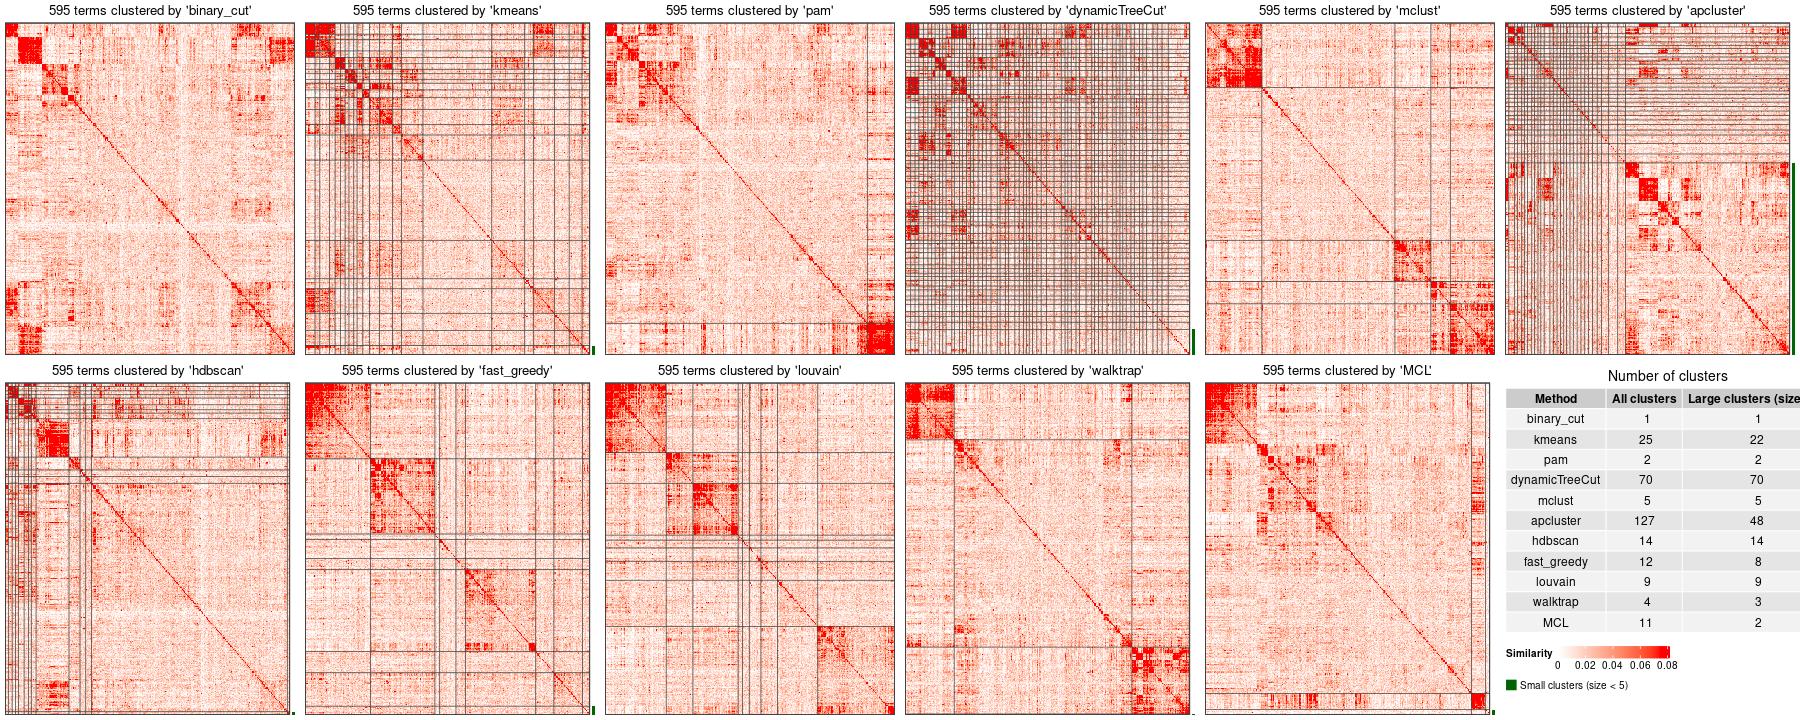 595 terms clustered by 'binary_cut'
595 terms clustered by 'kmeans'
595 terms clustered by 'pam'
595 terms clustered by 'dynamicTreeCut'
595 terms clustered by 'mclust'
595 terms clustered by 'apcluster'
595 terms clustered by 'hdbscan'
595 terms clustered by 'fast_greedy'
595 terms clustered by 'louvain'
595 terms clustered by 'walktrap'
595 terms clustered by 'MCL'
Number of clusters
Method All clusters Large clusters (size
binary_cut 1 1
kmeans 25 22
pam 2 2
dynamicTreeCut 70 70
mclust 5 5
apcluster 127 48
hdbscan 14 14
fast_greedy 12 8
louvain 9 9
walktrap 4 3
MCL 11 2
Similarity
0 0.02 0.04 0.06 0.08
Small clusters (size < 5)